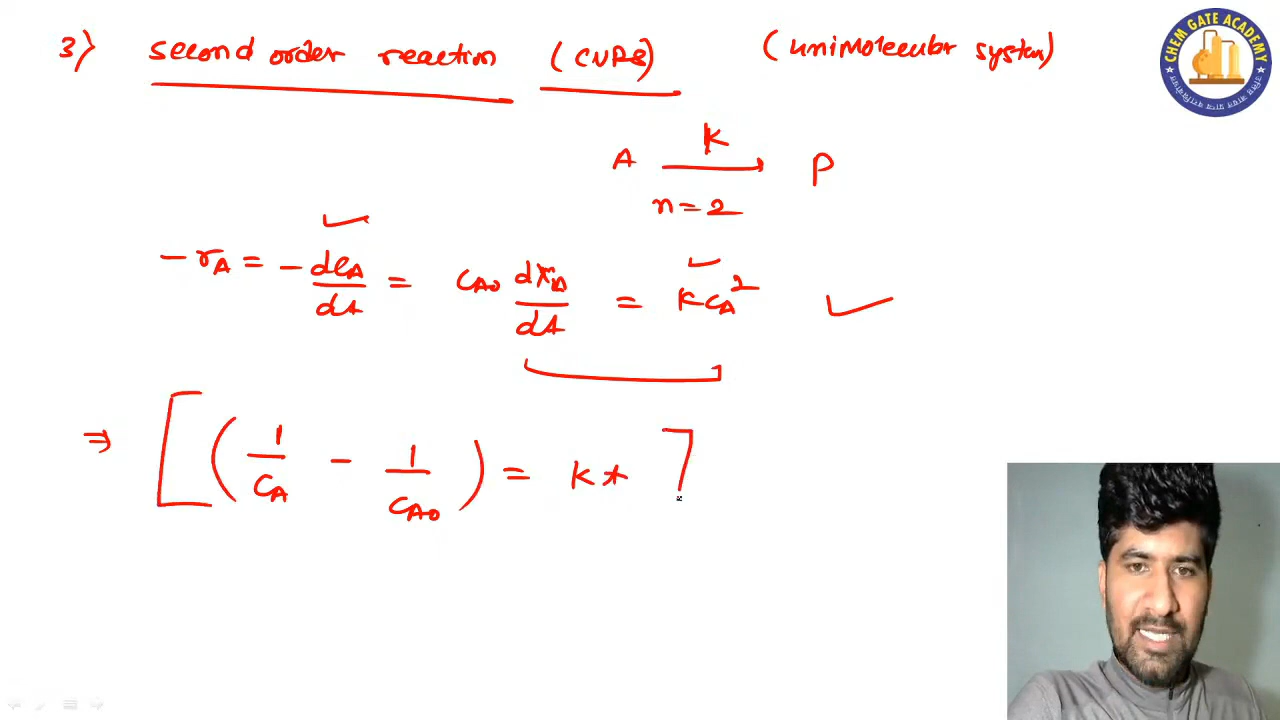 3) second order reaction (CVRS) (unimolecular system)
CHEM GATE ACADEMY
A K→ P
n = 2
-rA = -dCA/dt = CA0 dXA/dt = KCA²
⇒ [(1/CA - 1/CA0) = Kt]